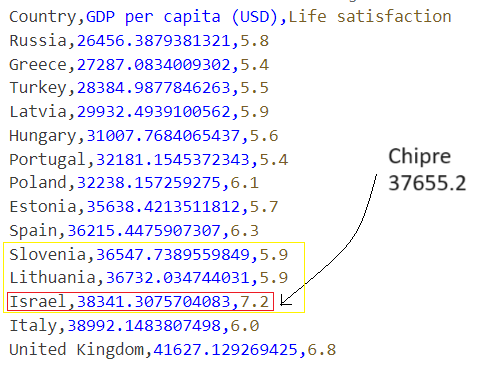 Country,GDP per capita (USD),Life satisfaction
Russia,26456.3879381321,5.8
Greece,27287.0834009302,5.4
Turkey,28384.9877846263,5.5
Latvia,29932.4939100562,5.9
Hungary,31007.7684065437,5.6
Portugal,32181.1545372343,5.4
Poland,32238.157259275,6.1
Estonia,35638.4213511812,5.7
Spain,36215.4475907307,6.3
Slovenia,36547.7389559849,5.9
Lithuania,36732.034744031,5.9
Israel,38341.3075704083,7.2
Italy,38992.1483807498,6.0
United Kingdom,41627.129269425,6.8
Chipre
37655.2